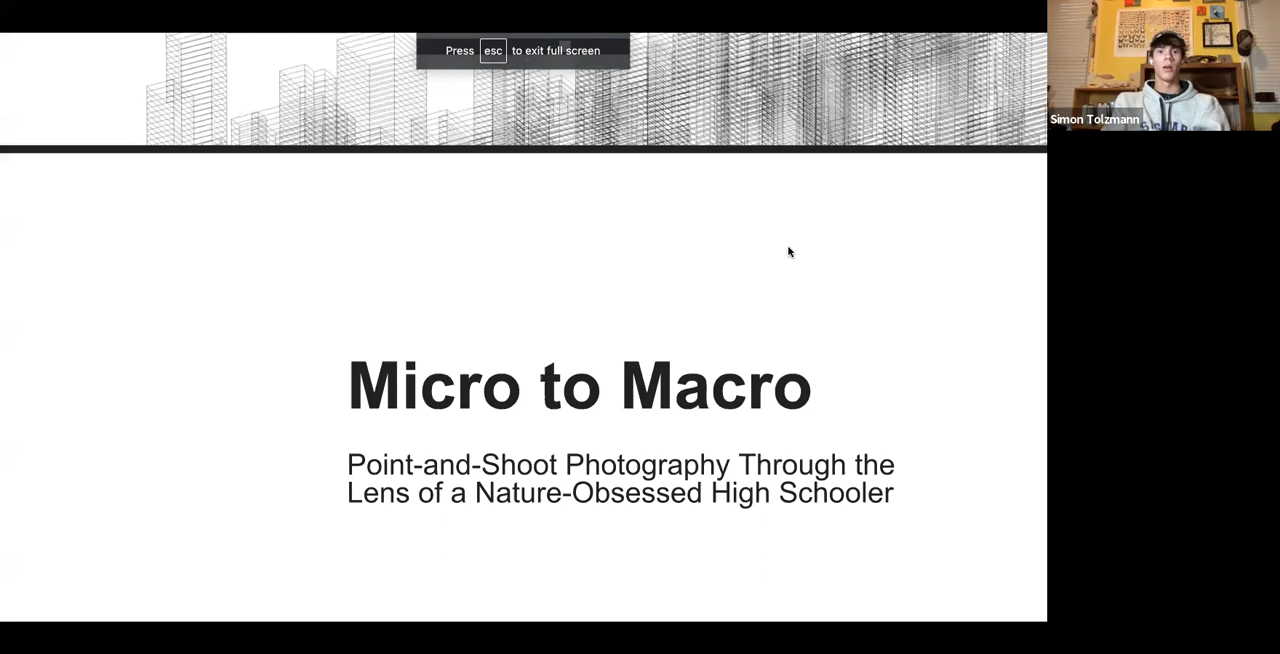 Press esc to exit full screen
Simon Tolzmann
Micro to Macro
Point-and-Shoot Photography Through the
Lens of a Nature-Obsessed High Schooler